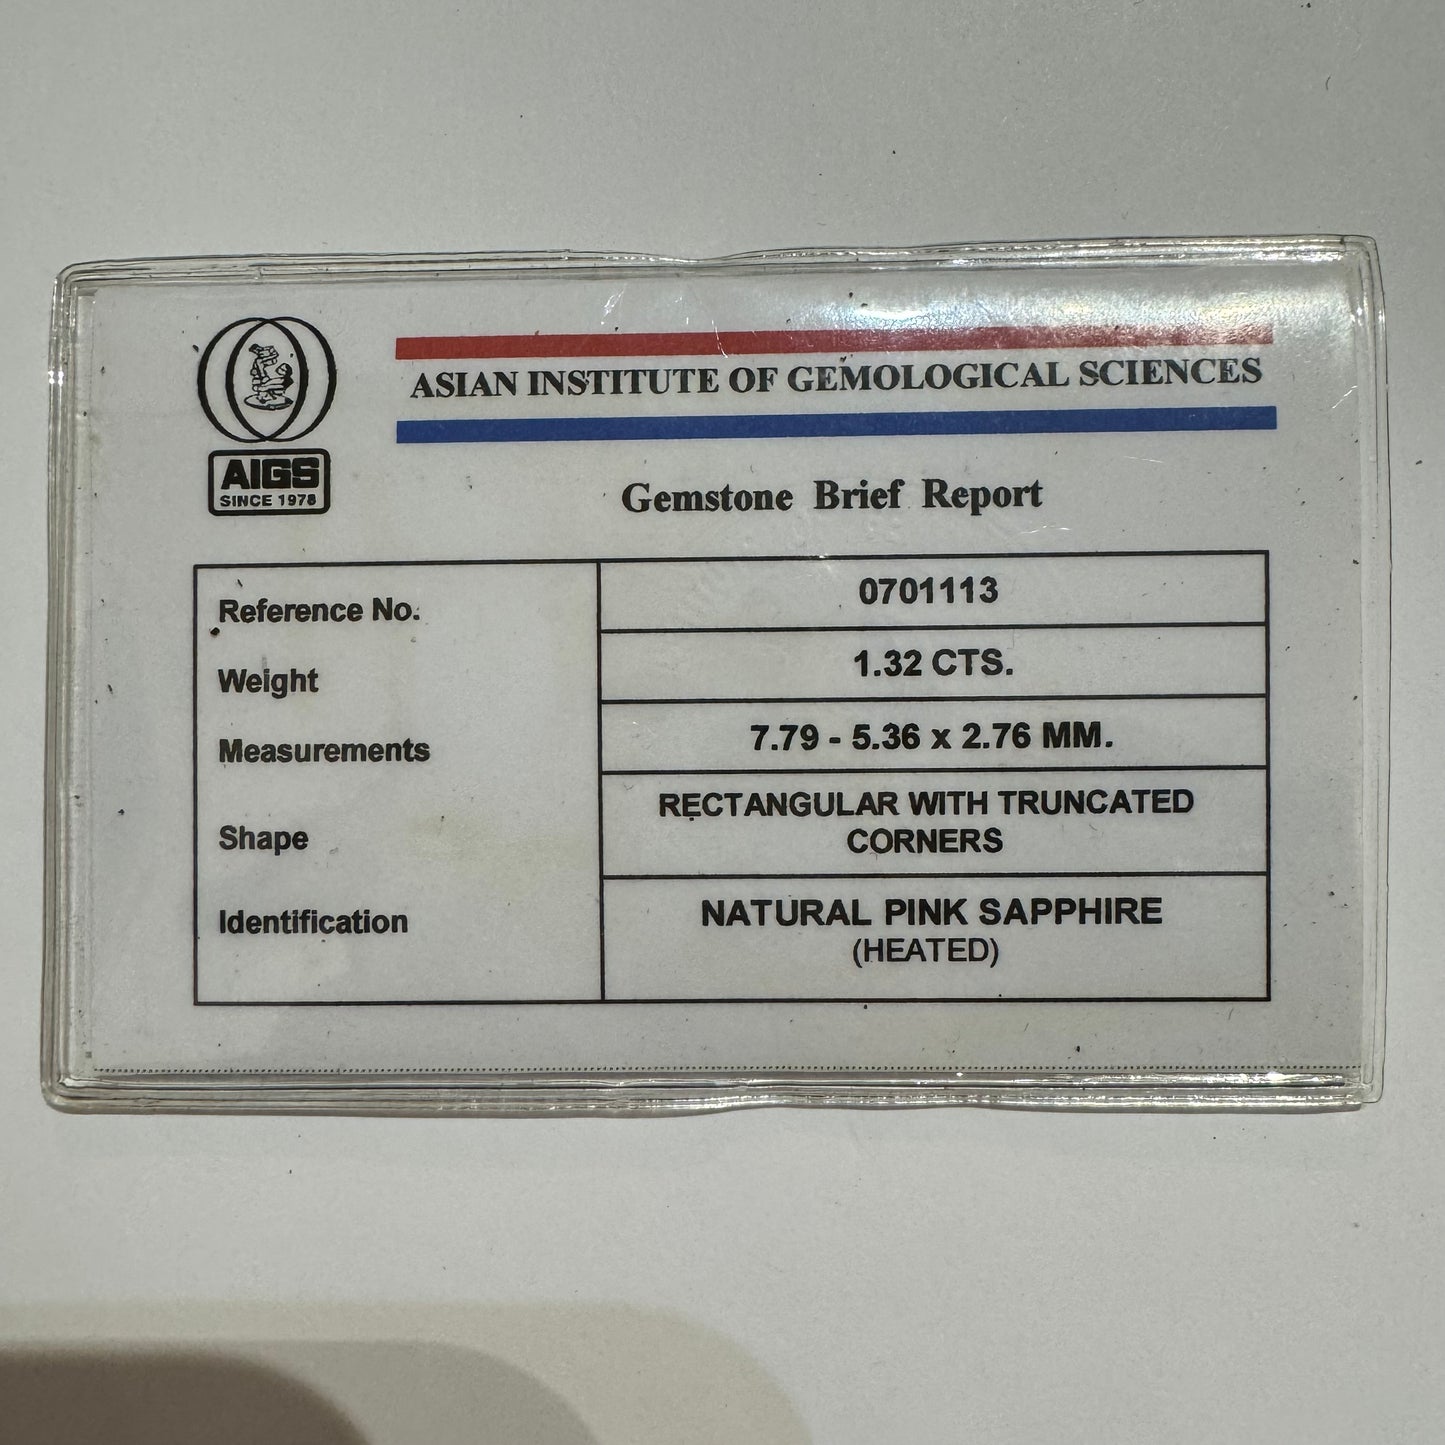 ASIAN INSTITUTE OF GEMOLOGICAL SCIENCES
AIGS
SINCE 1978
Gemstone Brief Report
Reference No. 0701113
Weight 1.32 CTS.
Measurements 7.79 - 5.36 x 2.76 MM.
Shape RECTANGULAR WITH TRUNCATED
CORNERS
Identification NATURAL PINK SAPPHIRE
(HEATED)